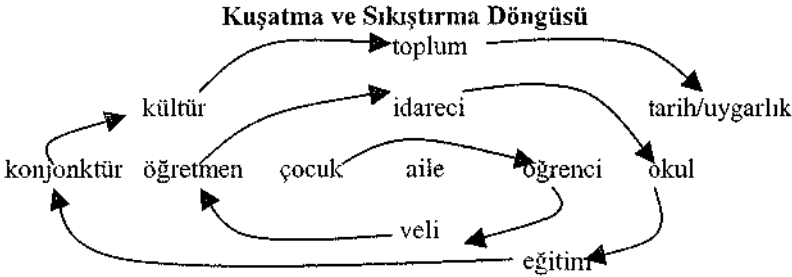 Kuşatma ve Sıkıştırma Döngüsü
toplum
kültür idareci tarih/uygarlık
konjonktür öğretmen çocuk aile öğrenci okul
veli
eğitim